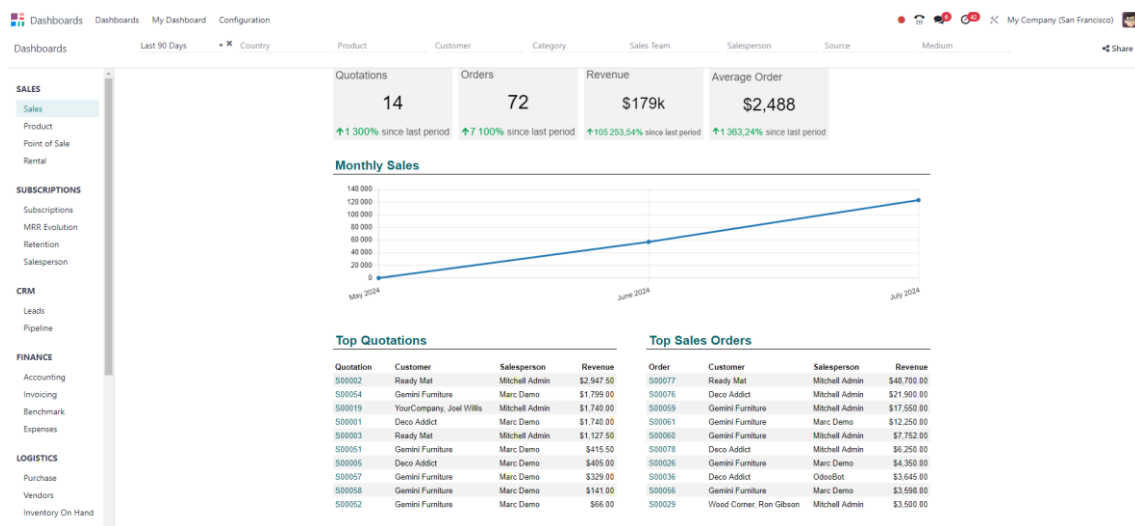 Dashboards Dashboards My Dashboard Configuration 6 42 My Company (San Francisco)
Dashboards Last 90 Days Country Product Customer Category Sales Team Salesperson Source Medium Share
SALES
Sales
Product
Point of Sale
Rental
SUBSCRIPTIONS
Subscriptions
MRR Evolution
Retention
Salesperson
CRM
Leads
Pipeline
FINANCE
Accounting
Invoicing
Benchmark
Expenses
LOGISTICS
Purchase
Vendors
Inventory On Hand
Quotations Orders Revenue Average Order
14 72 $179k $2,488
1 300% since last period 7 100% since last period 105 253,54% since last period 1 363,24% since last period
Monthly Sales
140 000
120 000
100 000
80 000
60 000
40 000
20 000
0
May 2024 June 2024 July 2024
Top Quotations
Quotation Customer Salesperson Revenue
S00002 Ready Mat Mitchell Admin $2,947.50
S00054 Gemini Furniture Marc Demo $1,799.00
S00019 YourCompany, Joel Willis Mitchell Admin $1,740.00
S00001 Deco Addict Marc Demo $1,740.00
S00003 Ready Mat Mitchell Admin $1,127.50
S00051 Gemini Furniture Marc Demo $415.50
S00005 Deco Addict Marc Demo $405.00
S00057 Gemini Furniture Marc Demo $329.00
S00058 Gemini Furniture Marc Demo $141.00
S00052 Gemini Furniture Marc Demo $66.00
Top Sales Orders
Order Customer Salesperson Revenue
S00077 Ready Mat Mitchell Admin $48,700.00
S00076 Deco Addict Mitchell Admin $21,900.00
S00059 Gemini Furniture Mitchell Admin $17,550.00
S00061 Gemini Furniture Marc Demo $12,250.00
S00060 Gemini Furniture Mitchell Admin $7,752.00
S00078 Deco Addict Mitchell Admin $6,250.00
S00026 Gemini Furniture Marc Demo $4,350.00
S00036 Deco Addict OdooBot $3,645.00
S00056 Gemini Furniture Marc Demo $3,598.00
S00029 Wood Corner, Ron Gibson Mitchell Admin $3,500.00